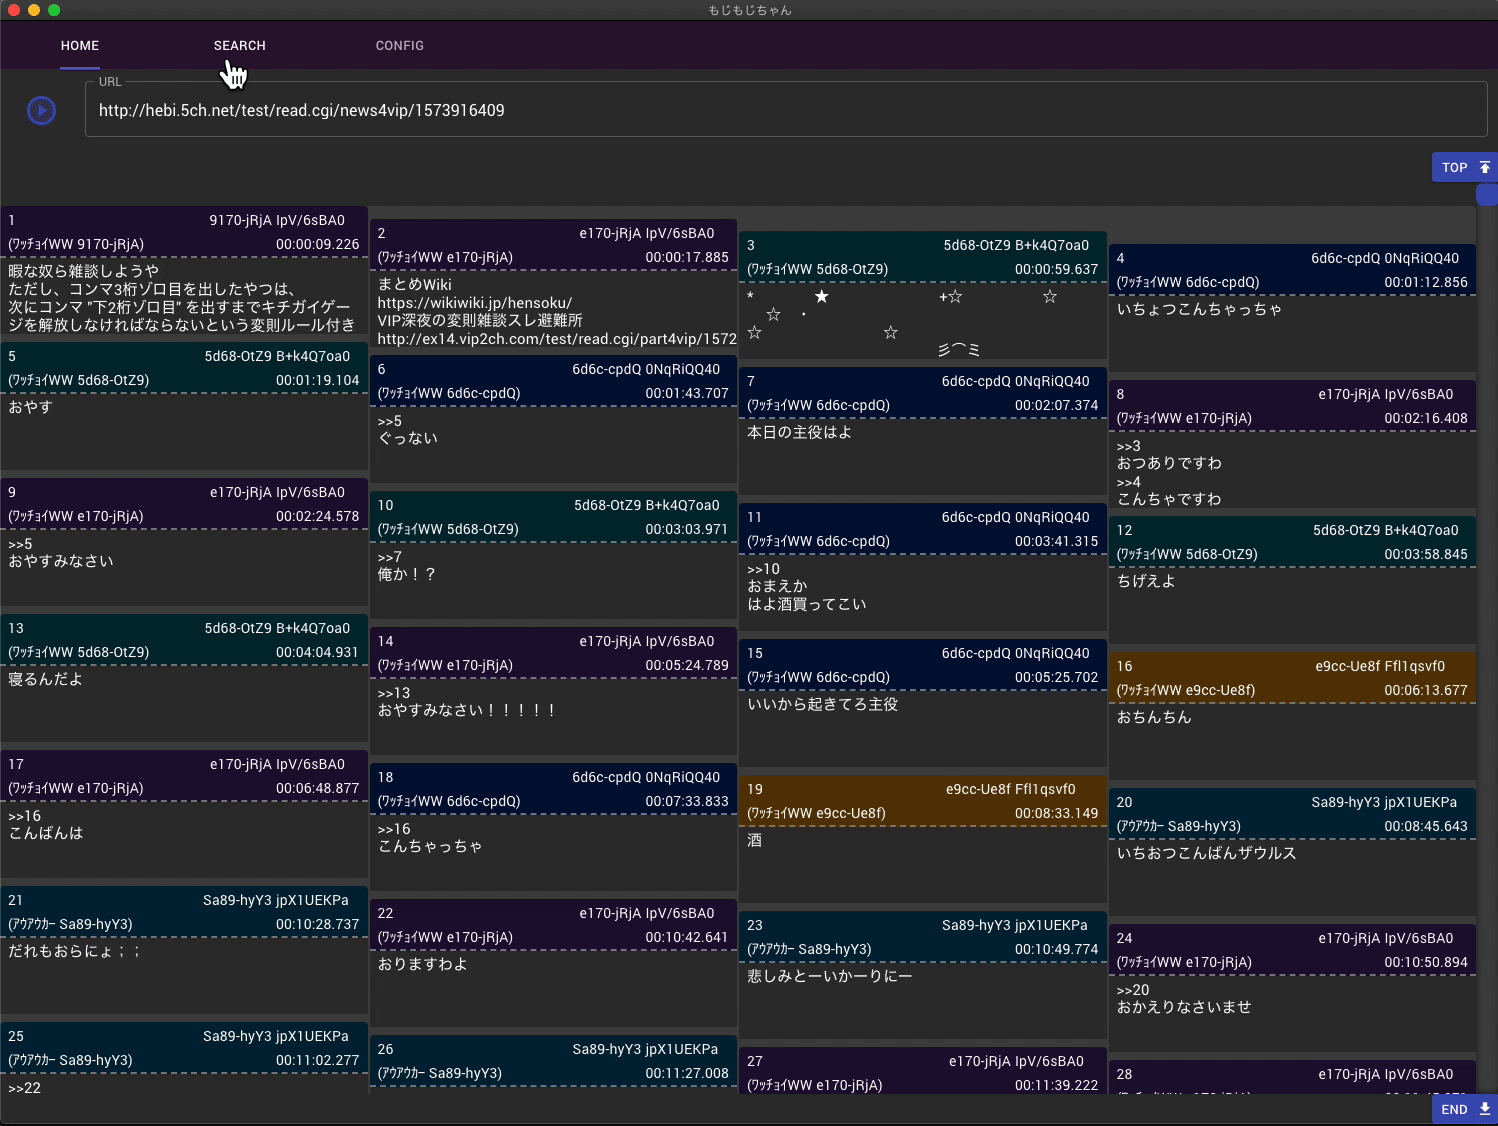 もじもじちゃん
HOME
SEARCH
CONFIG
URL
http://hebi.5ch.net/test/read.cgi/news4vip/1573916409
TOP
1 9170-jRjA IpV/6sBA0
(ﾜｯﾁｮｲWW 9170-jRjA) 00:00:09.226
暇な奴ら雑談しようや
ただし、コンマ3桁ゾロ目を出したやつは、
次にコンマ "下2桁ゾロ目" を出すまでキチガイゲー
ジを解放しなければならないという変則ルール付き
2 e170-jRjA IpV/6sBA0
(ﾜｯﾁｮｲWW e170-jRjA) 00:00:17.885
まとめWiki
https://wikiwiki.jp/hensoku/
VIP深夜の変則雑談スレ避難所
http://ex14.vip2ch.com/test/read.cgi/part4vip/1572
3 5d68-OtZ9 B+k4Q7oa0
(ﾜｯﾁｮｲWW 5d68-OtZ9) 00:00:59.637
* ★ +☆ ☆
☆ ・
☆ ☆
彡⌒ミ
4 6d6c-cpdQ 0NqRiQQ40
(ﾜｯﾁｮｲWW 6d6c-cpdQ) 00:01:12.856
いちょつこんちゃっちゃ
5 5d68-OtZ9 B+k4Q7oa0
(ﾜｯﾁｮｲWW 5d68-OtZ9) 00:01:19.104
おやす
6 6d6c-cpdQ 0NqRiQQ40
(ﾜｯﾁｮｲWW 6d6c-cpdQ) 00:01:43.707
>>5
ぐっない
7 6d6c-cpdQ 0NqRiQQ40
(ﾜｯﾁｮｲWW 6d6c-cpdQ) 00:02:07.374
本日の主役はよ
8 e170-jRjA IpV/6sBA0
(ﾜｯﾁｮｲWW e170-jRjA) 00:02:16.408
>>3
おつありですわ
>>4
こんちゃですわ
9 e170-jRjA IpV/6sBA0
(ﾜｯﾁｮｲWW e170-jRjA) 00:02:24.578
>>5
おやすみなさい
10 5d68-OtZ9 B+k4Q7oa0
(ﾜｯﾁｮｲWW 5d68-OtZ9) 00:03:03.971
>>7
俺か！？
11 6d6c-cpdQ 0NqRiQQ40
(ﾜｯﾁｮｲWW 6d6c-cpdQ) 00:03:41.315
>>10
おまえか
はよ酒買ってこい
12 5d68-OtZ9 B+k4Q7oa0
(ﾜｯﾁｮｲWW 5d68-OtZ9) 00:03:58.845
ちげえよ
13 5d68-OtZ9 B+k4Q7oa0
(ﾜｯﾁｮｲWW 5d68-OtZ9) 00:04:04.931
寝るんだよ
14 e170-jRjA IpV/6sBA0
(ﾜｯﾁｮｲWW e170-jRjA) 00:05:24.789
>>13
おやすみなさい！！！！！
15 6d6c-cpdQ 0NqRiQQ40
(ﾜｯﾁｮｲWW 6d6c-cpdQ) 00:05:25.702
いいから起きてろ主役
16 e9cc-Ue8f Ffl1qsvf0
(ﾜｯﾁｮｲWW e9cc-Ue8f) 00:06:13.677
おちんちん
17 e170-jRjA IpV/6sBA0
(ﾜｯﾁｮｲWW e170-jRjA) 00:06:48.877
>>16
こんばんは
18 6d6c-cpdQ 0NqRiQQ40
(ﾜｯﾁｮｲWW 6d6c-cpdQ) 00:07:33.833
>>16
こんちゃっちゃ
19 e9cc-Ue8f Ffl1qsvf0
(ﾜｯﾁｮｲWW e9cc-Ue8f) 00:08:33.149
酒
20 Sa89-hyY3 jpX1UEKPa
(ｱｳｱｳｶｰ Sa89-hyY3) 00:08:45.643
いちおつこんばんザウルス
21 Sa89-hyY3 jpX1UEKPa
(ｱｳｱｳｶｰ Sa89-hyY3) 00:10:28.737
だれもおらにょ；；
22 e170-jRjA IpV/6sBA0
(ﾜｯﾁｮｲWW e170-jRjA) 00:10:42.641
おりますわよ
23 Sa89-hyY3 jpX1UEKPa
(ｱｳｱｳｶｰ Sa89-hyY3) 00:10:49.774
悲しみとーいかーりにー
24 e170-jRjA IpV/6sBA0
(ﾜｯﾁｮｲWW e170-jRjA) 00:10:50.894
>>20
おかえりなさいませ
25 Sa89-hyY3 jpX1UEKPa
(ｱｳｱｳｶｰ Sa89-hyY3) 00:11:02.277
>>22
26 Sa89-hyY3 jpX1UEKPa
(ｱｳｱｳｶｰ Sa89-hyY3) 00:11:27.008
27 e170-jRjA IpV/6sBA0
(ﾜｯﾁｮｲWW e170-jRjA) 00:11:39.222
28 e170-jRjA IpV/6sBA0
END